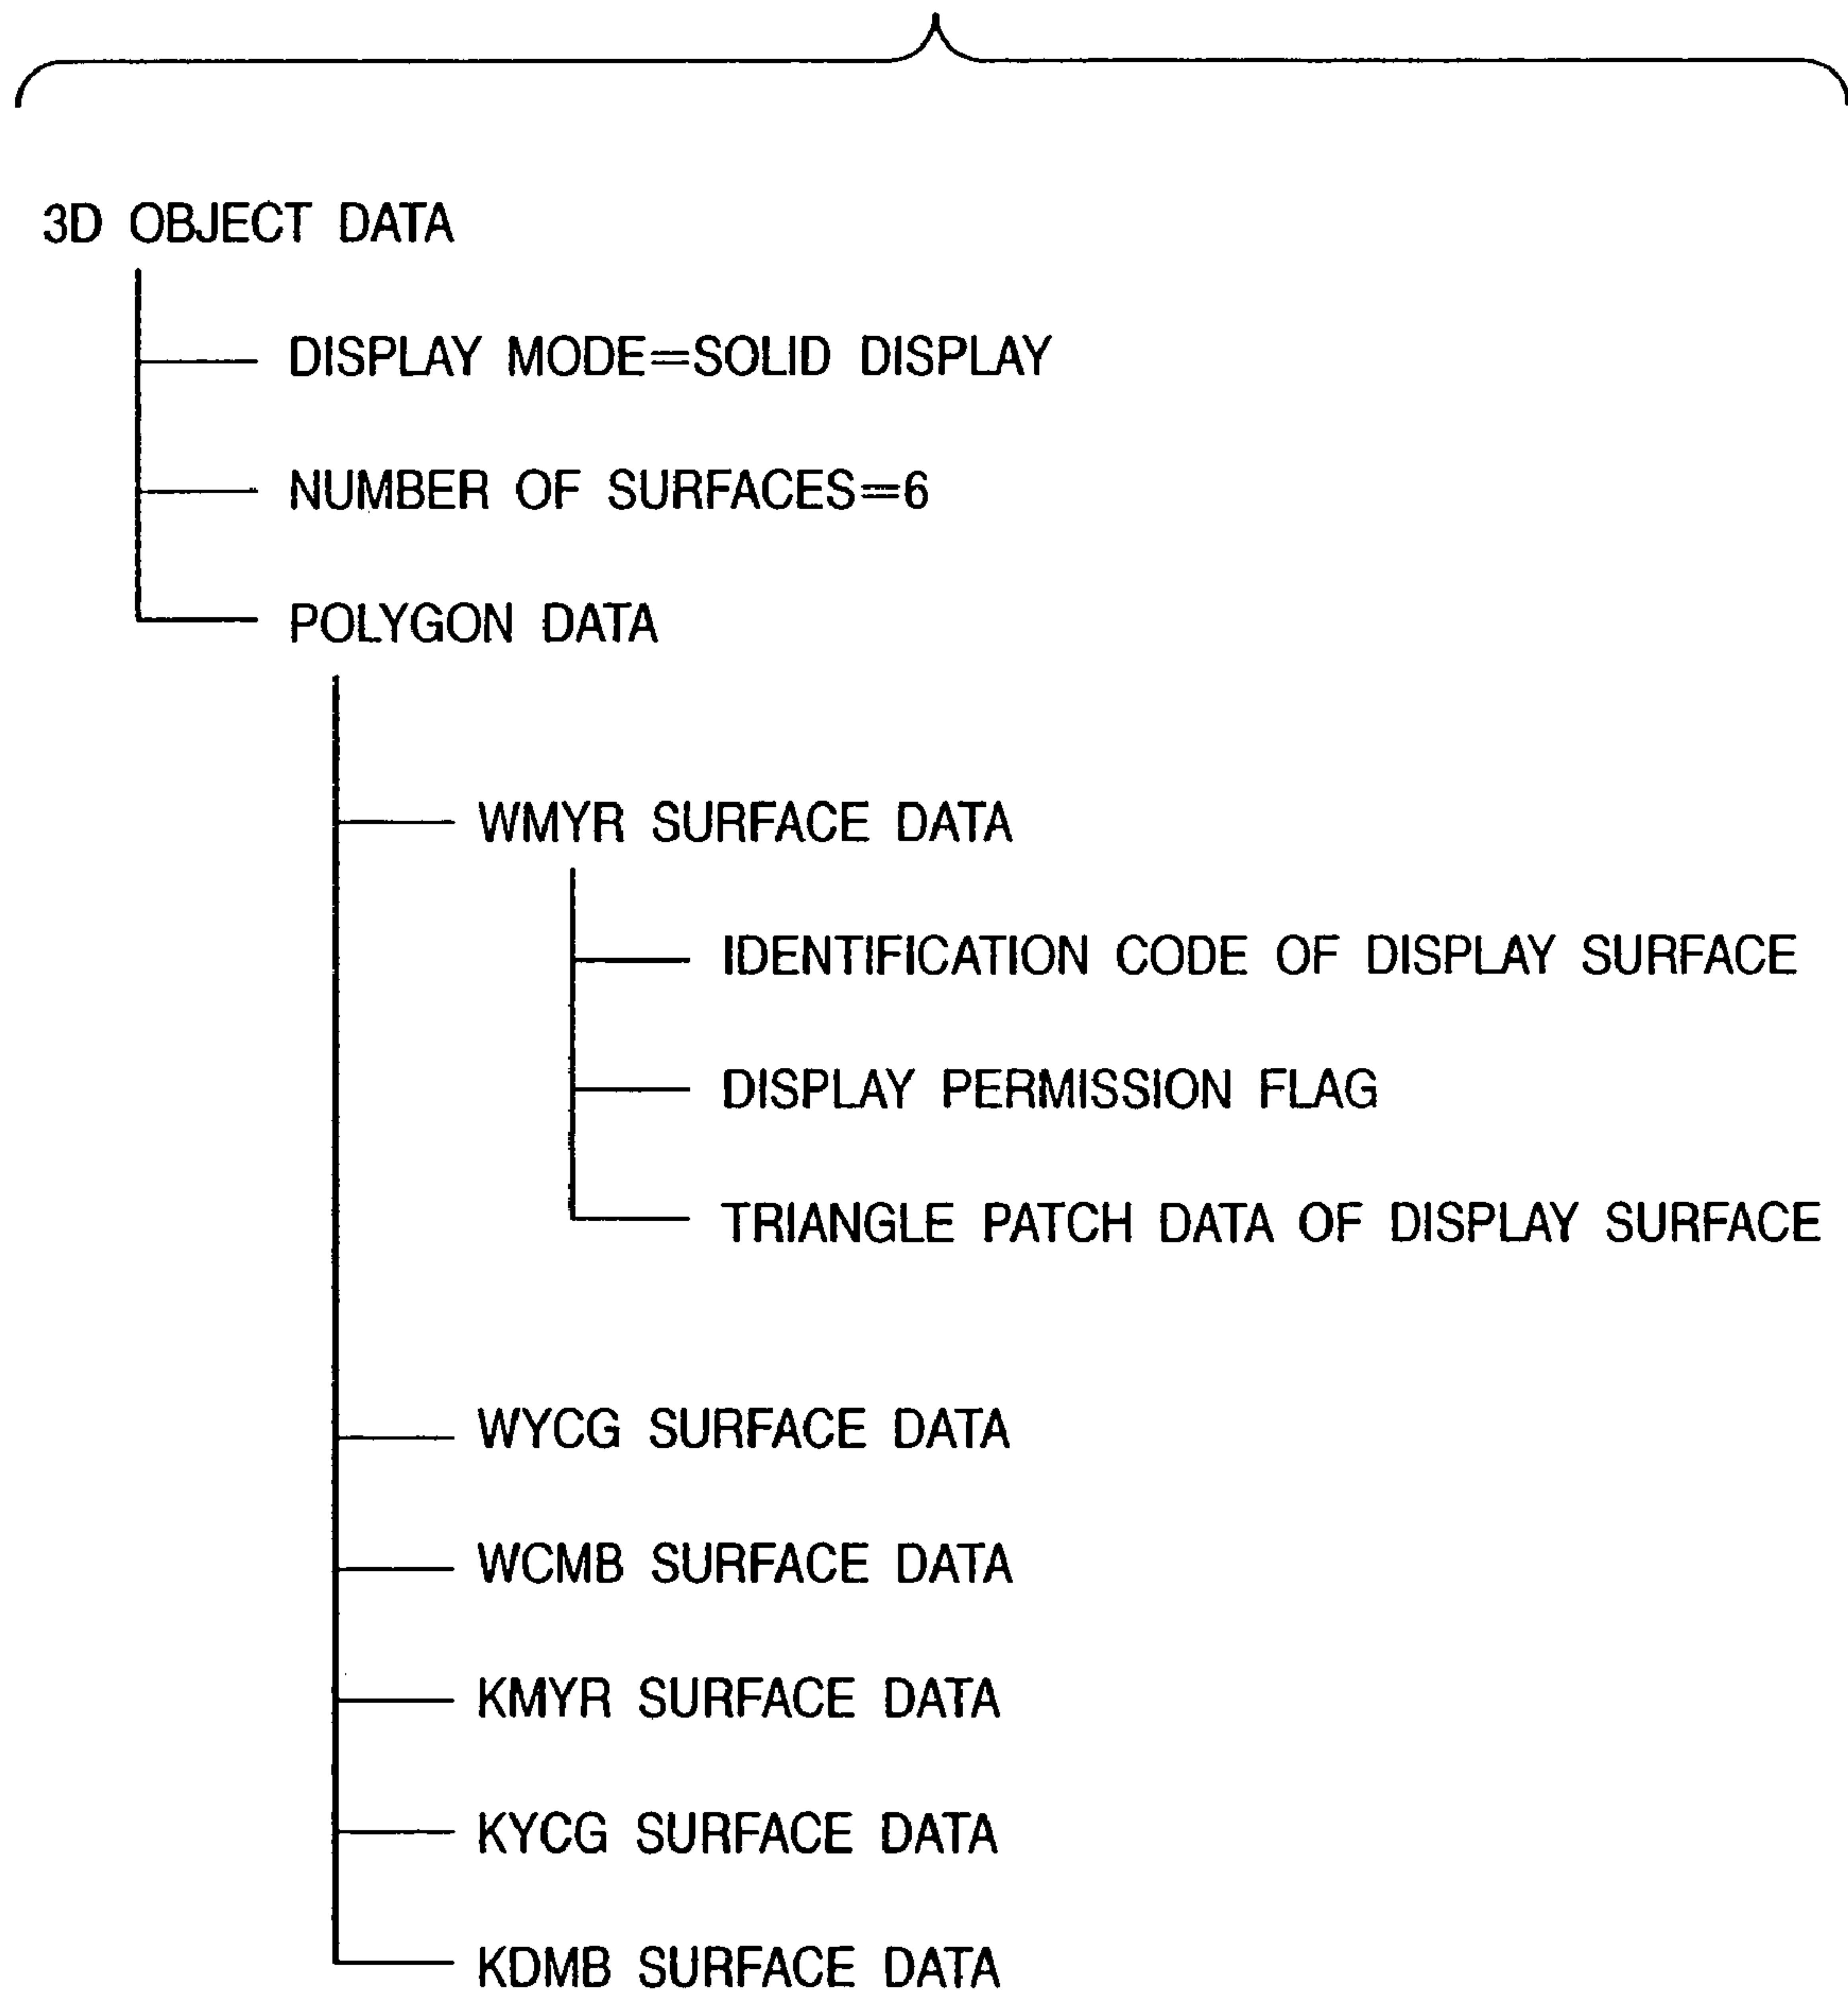 3D OBJECT DATA
DISPLAY MODE=SOLID DISPLAY
NUMBER OF SURFACES=6
POLYGON DATA
WMYR SURFACE DATA
IDENTIFICATION CODE OF DISPLAY SURFACE
DISPLAY PERMISSION FLAG
TRIANGLE PATCH DATA OF DISPLAY SURFACE
WYCG SURFACE DATA
WCMB SURFACE DATA
KMYR SURFACE DATA
KYCG SURFACE DATA
KDMB SURFACE DATA